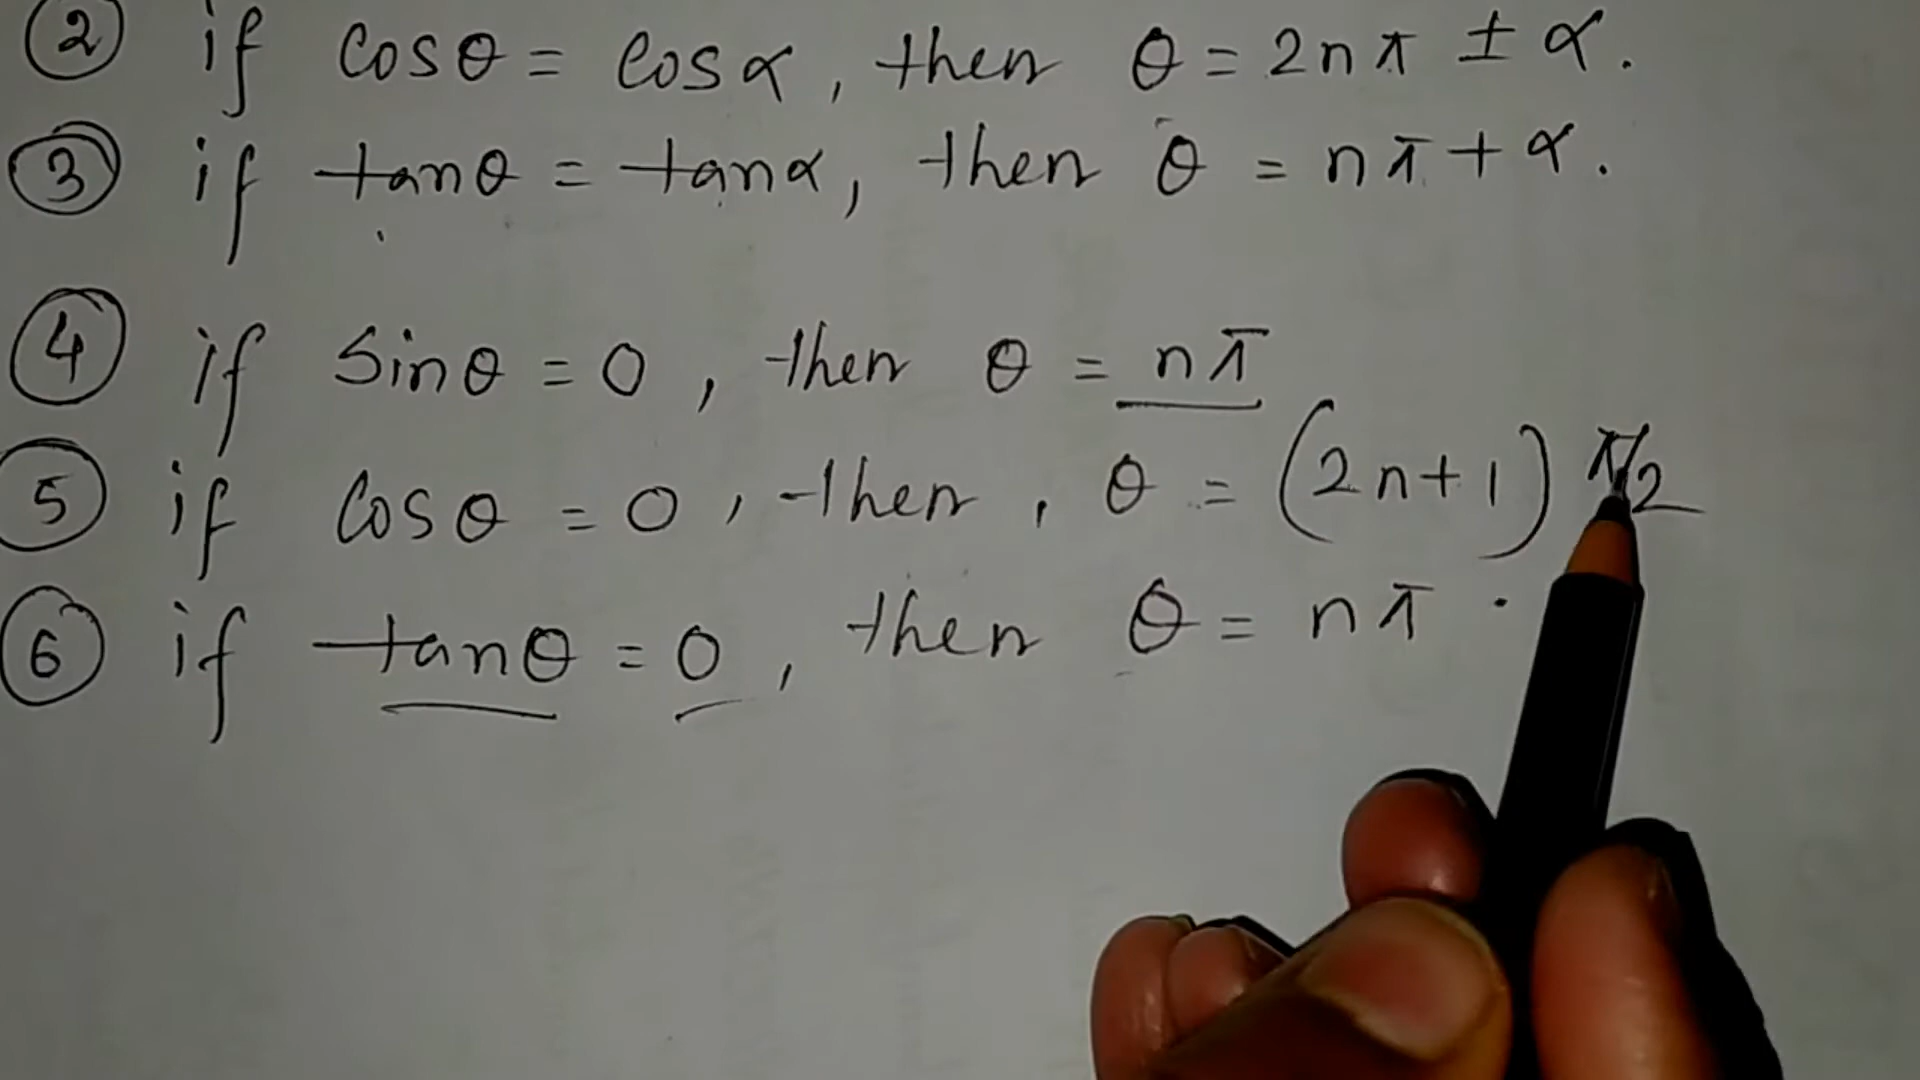 ② if cosθ = cosα, then θ = 2nπ ± α.
③ if tanθ = tanα, then θ = nπ + α.
④ if sinθ = 0, then θ = nπ
⑤ if cosθ = 0, then, θ = (2n+1) π/2
⑥ if tanθ = 0, then θ = nπ.